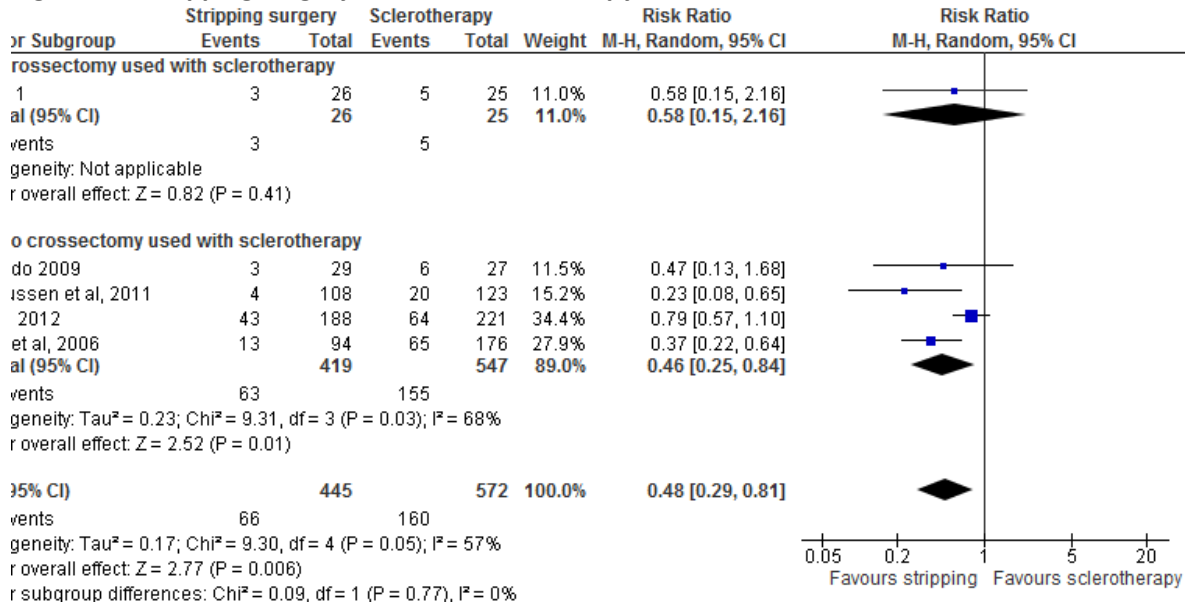 Stripping surgery Sclerotherapy Risk Ratio Risk Ratio
or Subgroup Events Total Events Total Weight M-H, Random, 95% CI M-H, Random, 95% CI
rossectomy used with sclerotherapy
1 3 26 5 25 11.0% 0.58 [0.15, 2.16]
al (95% CI) 26 25 11.0% 0.58 [0.15, 2.16]
vents 3 5
geneity: Not applicable
r overall effect: Z = 0.82 (P = 0.41)
o crossectomy used with sclerotherapy
do 2009 3 29 6 27 11.5% 0.47 [0.13, 1.68]
ussen et al, 2011 4 108 20 123 15.2% 0.23 [0.08, 0.65]
2012 43 188 64 221 34.4% 0.79 [0.57, 1.10]
et al, 2006 13 94 65 176 27.9% 0.37 [0.22, 0.64]
al (95% CI) 419 547 89.0% 0.46 [0.25, 0.84]
vents 63 155
geneity: Tau² = 0.23; Chi² = 9.31, df = 3 (P = 0.03); I² = 68%
r overall effect: Z = 2.52 (P = 0.01)
95% CI) 445 572 100.0% 0.48 [0.29, 0.81]
vents 66 160
geneity: Tau² = 0.17; Chi² = 9.30, df = 4 (P = 0.05); I² = 57%
r overall effect: Z = 2.77 (P = 0.006)
r subgroup differences: Chi² = 0.09, df = 1 (P = 0.77), I² = 0%
0.05 0.2 1 5 20
Favours stripping Favours sclerotherapy